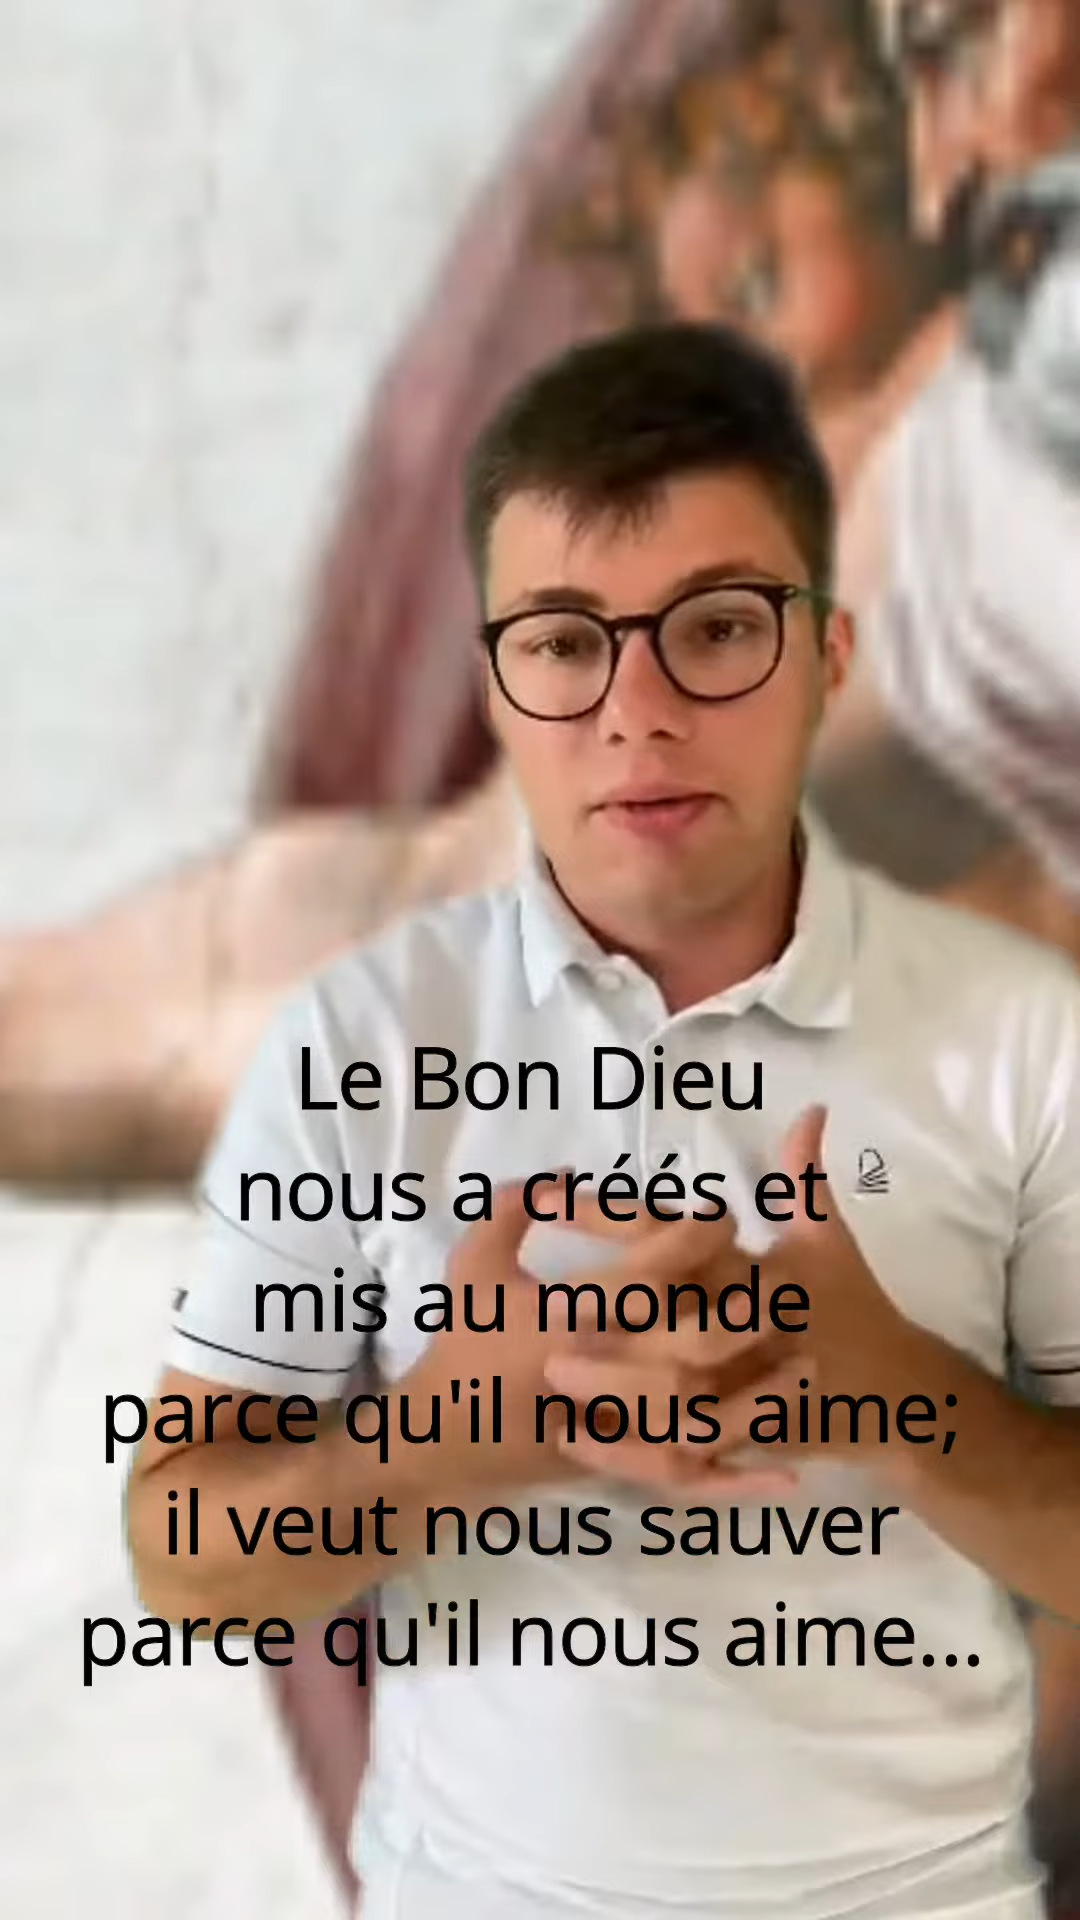 Le Bon Dieu
nous a créés et
mis au monde
parce qu'il nous aime;
il veut nous sauver
parce qu'il nous aime...